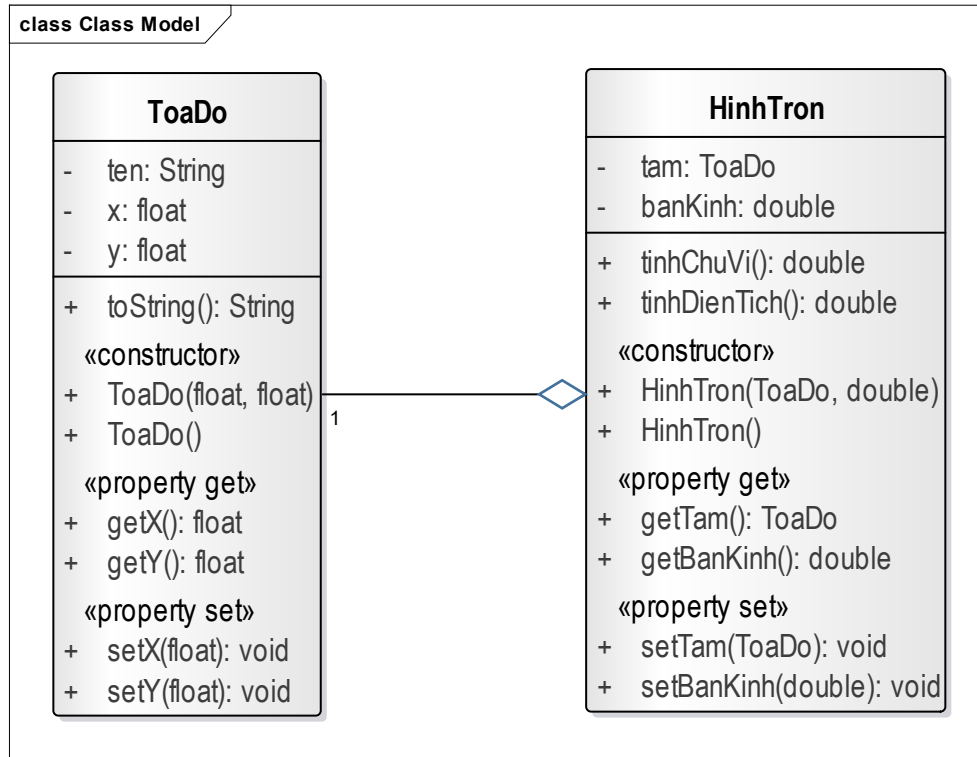 class Class Model
ToaDo
- ten: String
- x: float
- y: float
+ toString(): String
«constructor»
+ ToaDo(float, float)
+ ToaDo()
«property get»
+ getX(): float
+ getY(): float
«property set»
+ setX(float): void
+ setY(float): void
1
HinhTron
- tam: ToaDo
- banKinh: double
+ tinhChuVi(): double
+ tinhDienTich(): double
«constructor»
+ HinhTron(ToaDo, double)
+ HinhTron()
«property get»
+ getTam(): ToaDo
+ getBanKinh(): double
«property set»
+ setTam(ToaDo): void
+ setBanKinh(double): void